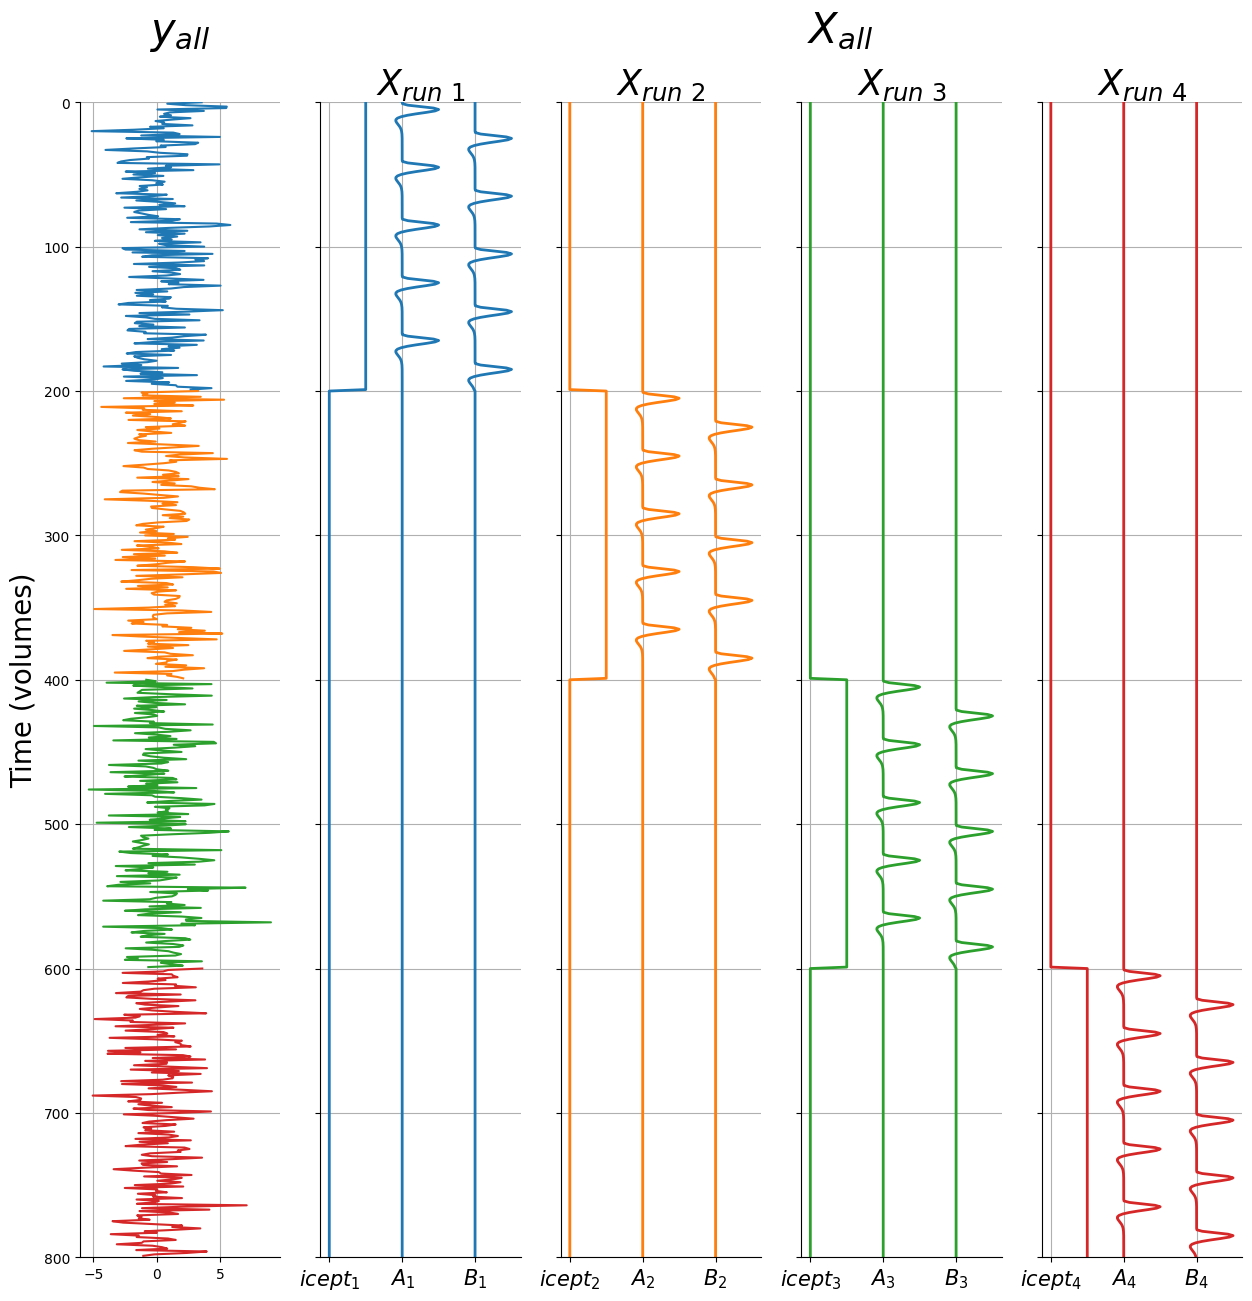 y_all X_all
X_run 1 X_run 2 X_run 3 X_run 4
0
100
200
300
400
500
600
700
800
Time (volumes)
−5 0 5
icept_1 A_1 B_1 icept_2 A_2 B_2 icept_3 A_3 B_3 icept_4 A_4 B_4